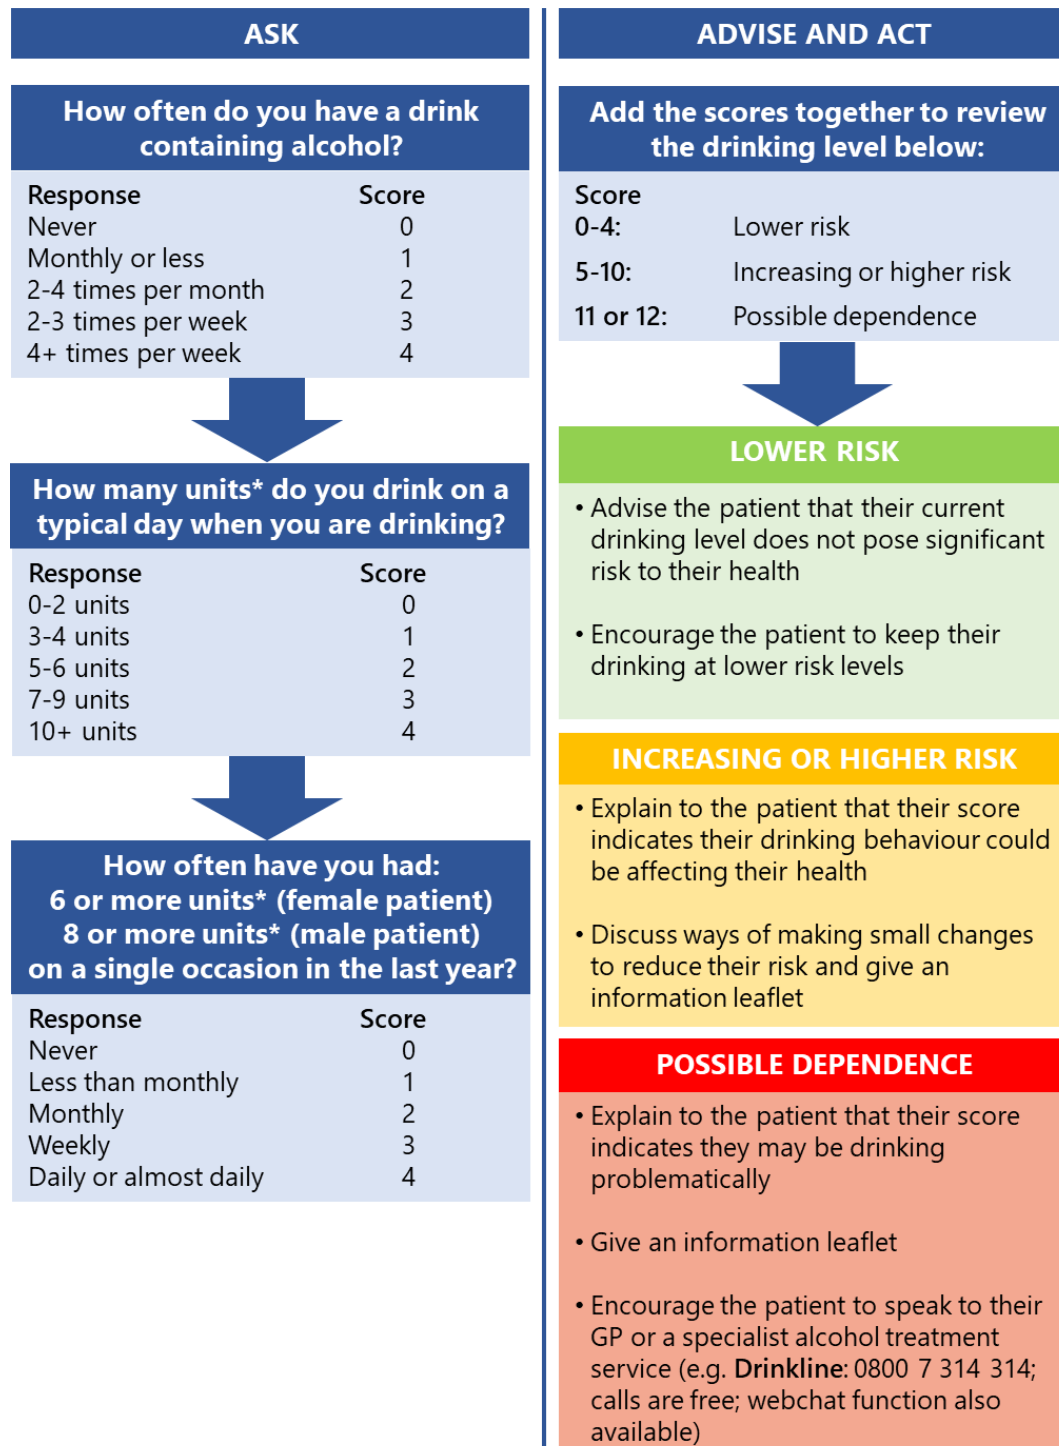 ASK
How often do you have a drink
containing alcohol?
Response Score
Never 0
Monthly or less 1
2-4 times per month 2
2-3 times per week 3
4+ times per week 4
How many units* do you drink on a
typical day when you are drinking?
Response Score
0-2 units 0
3-4 units 1
5-6 units 2
7-9 units 3
10+ units 4
How often have you had:
6 or more units* (female patient)
8 or more units* (male patient)
on a single occasion in the last year?
Response Score
Never 0
Less than monthly 1
Monthly 2
Weekly 3
Daily or almost daily 4
ADVISE AND ACT
Add the scores together to review
the drinking level below:
Score
0-4: Lower risk
5-10: Increasing or higher risk
11 or 12: Possible dependence
LOWER RISK
• Advise the patient that their current
drinking level does not pose significant
risk to their health
• Encourage the patient to keep their
drinking at lower risk levels
INCREASING OR HIGHER RISK
• Explain to the patient that their score
indicates their drinking behaviour could
be affecting their health
• Discuss ways of making small changes
to reduce their risk and give an
information leaflet
POSSIBLE DEPENDENCE
• Explain to the patient that their score
indicates they may be drinking
problematically
• Give an information leaflet
• Encourage the patient to speak to their
GP or a specialist alcohol treatment
service (e.g. Drinkline: 0800 7 314 314;
calls are free; webchat function also
available)